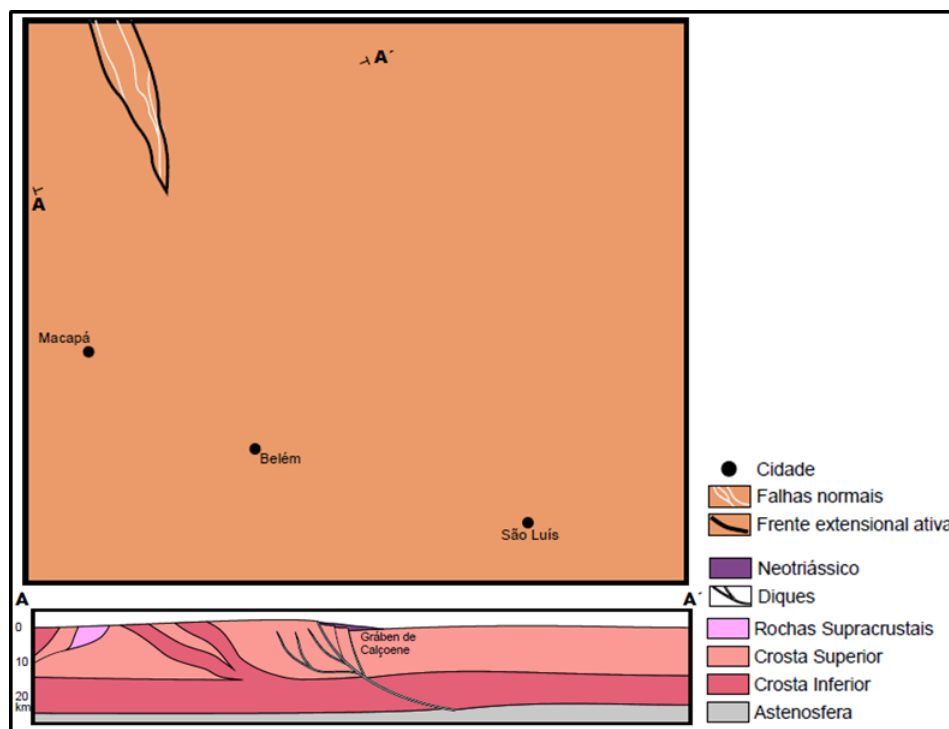 A´
A
Macapá
Belém
São Luís
Cidade
Falhas normais
Frente extensional ativa
Neotriássico
Diques
Rochas Supracrustais
Crosta Superior
Crosta Inferior
Astenosfera
A
A´
0
10
20
km
Gráben de
Calçoene